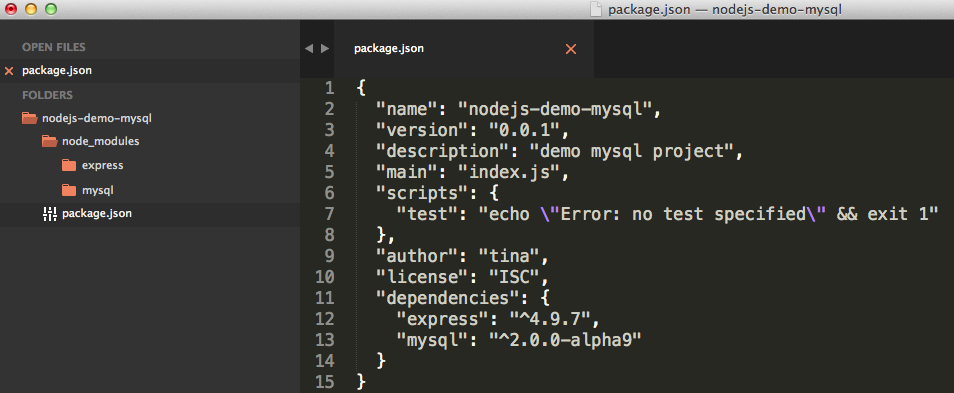 package.json — nodejs-demo-mysql
OPEN FILES
package.json
FOLDERS
nodejs-demo-mysql
node_modules
express
mysql
package.json
package.json
1 {
2 "name": "nodejs-demo-mysql",
3 "version": "0.0.1",
4 "description": "demo mysql project",
5 "main": "index.js",
6 "scripts": {
7 "test": "echo \"Error: no test specified\" && exit 1"
8 },
9 "author": "tina",
10 "license": "ISC",
11 "dependencies": {
12 "express": "^4.9.7",
13 "mysql": "^2.0.0-alpha9"
14 }
15 }